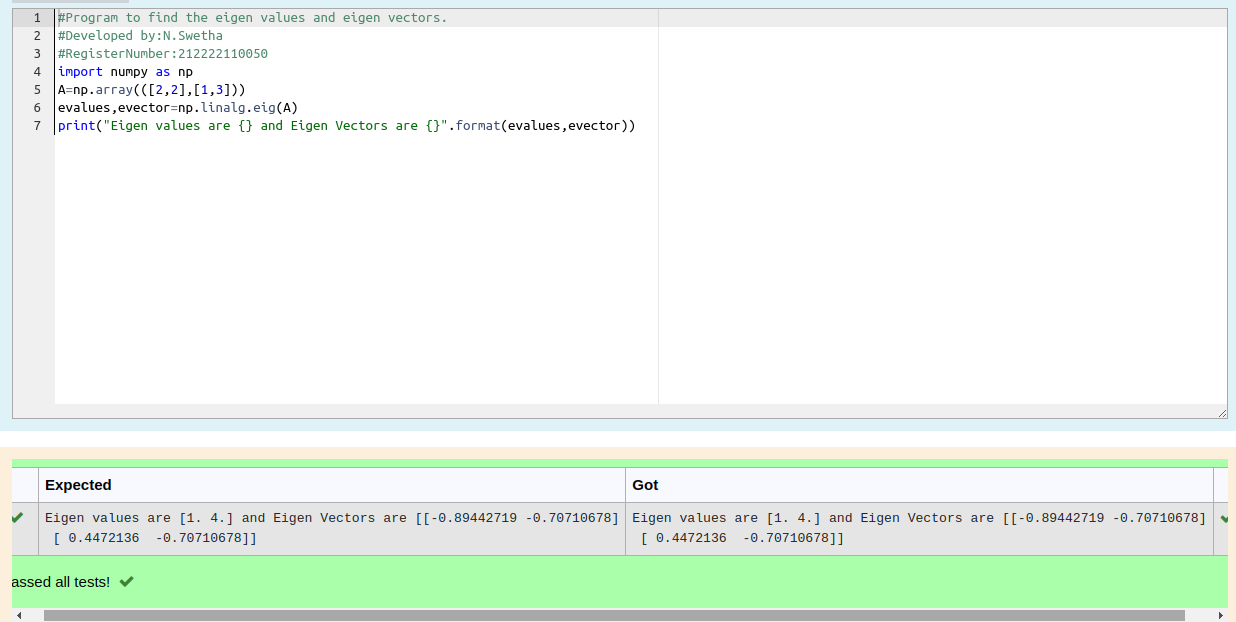 1 #Program to find the eigen values and eigen vectors.
2 #Developed by:N.Swetha
3 #RegisterNumber:212222110050
4 import numpy as np
5 A=np.array(([2,2],[1,3]))
6 evalues,evector=np.linalg.eig(A)
7 print("Eigen values are {} and Eigen Vectors are {}".format(evalues,evector))
Expected Got
Eigen values are [1. 4.] and Eigen Vectors are [[-0.89442719 -0.70710678] Eigen values are [1. 4.] and Eigen Vectors are [[-0.89442719 -0.70710678]
[ 0.4472136  -0.70710678]] [ 0.4472136  -0.70710678]]
assed all tests!